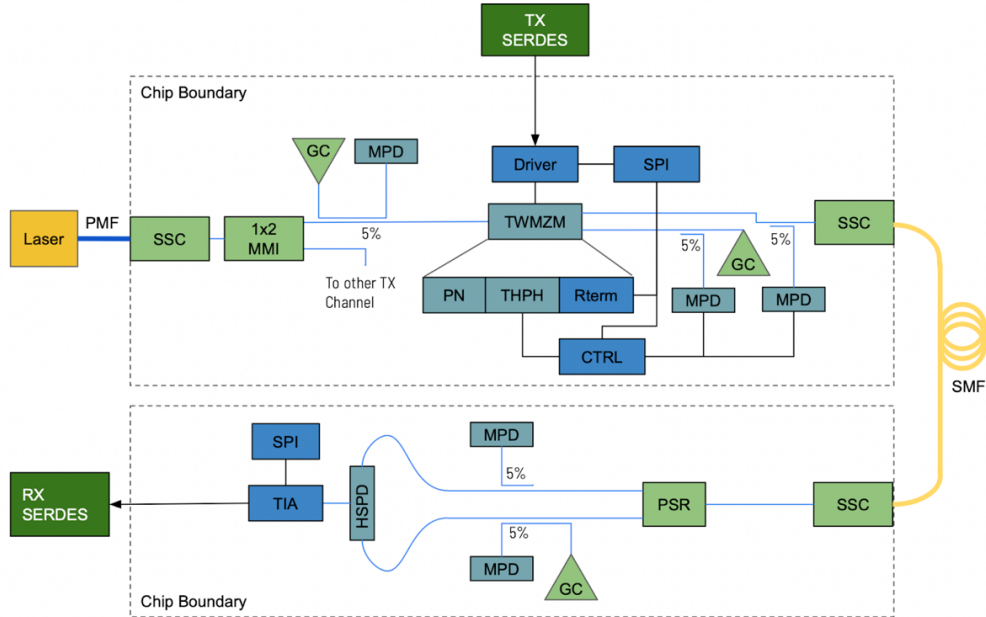 TX
SERDES
Chip Boundary
GC
MPD
Driver
SPI
Laser
PMF
SSC
1x2
MMI
5%
TWMZM
5%
5%
SSC
GC
To other TX
Channel
PN
THPH
Rterm
MPD
MPD
CTRL
SMF
SPI
MPD
5%
RX
SERDES
TIA
HSPD
PSR
SSC
5%
MPD
GC
Chip Boundary